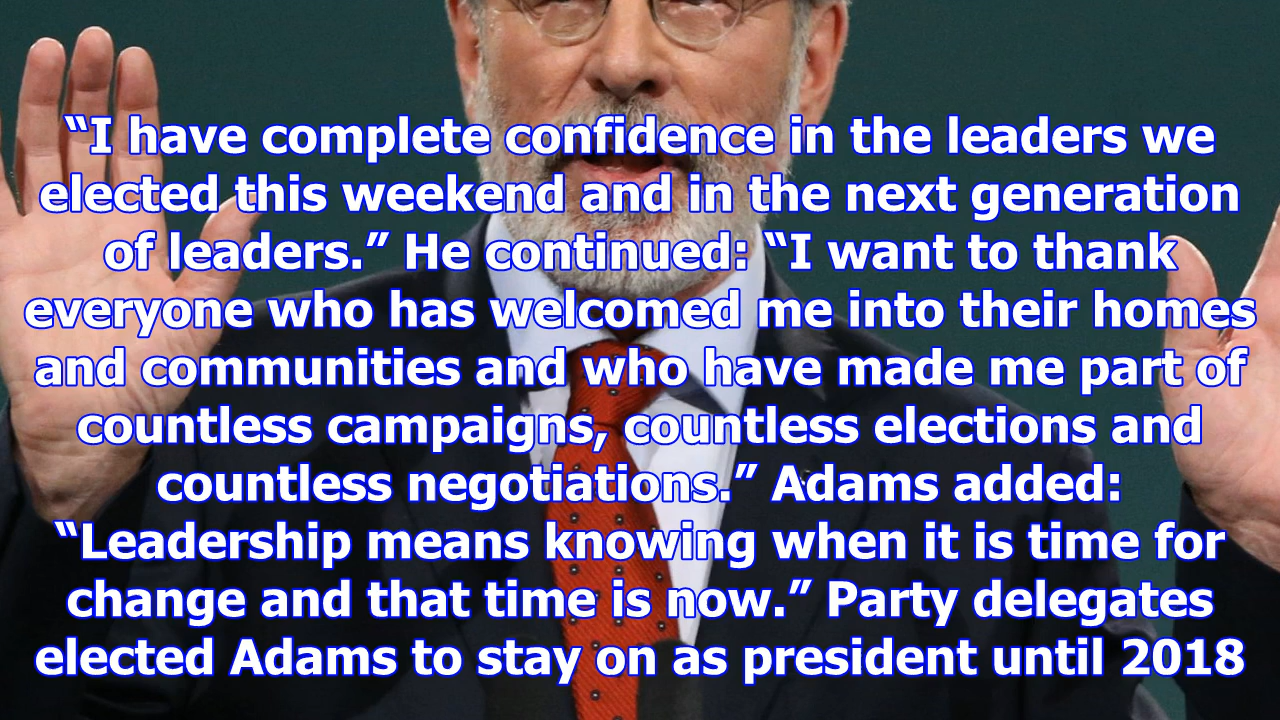 “I have complete confidence in the leaders we
elected this weekend and in the next generation
of leaders.” He continued: “I want to thank
everyone who has welcomed me into their homes
and communities and who have made me part of
countless campaigns, countless elections and
countless negotiations.” Adams added:
“Leadership means knowing when it is time for
change and that time is now.” Party delegates
elected Adams to stay on as president until 2018